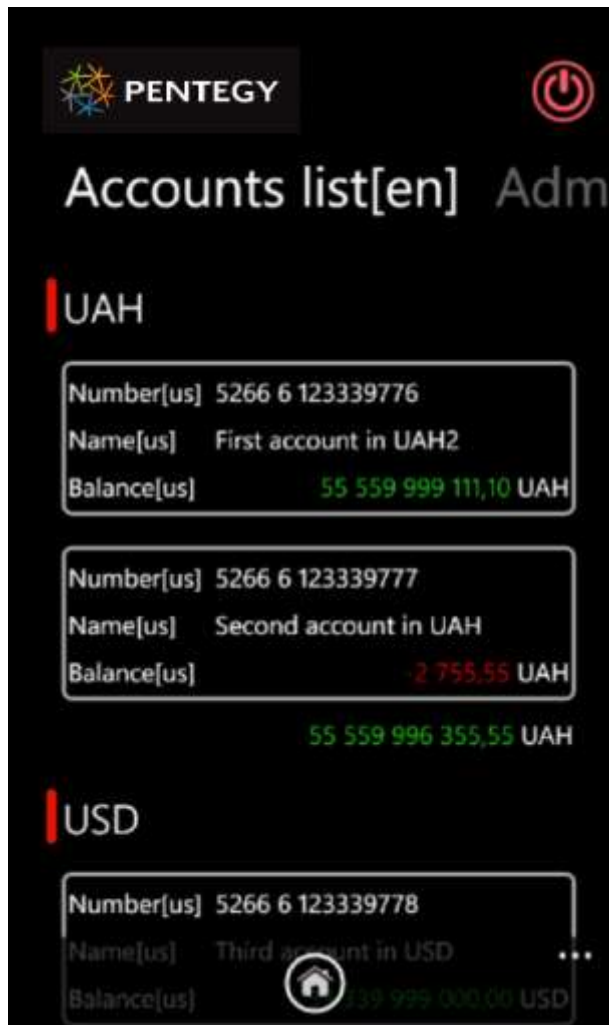 PENTEGY
Accounts list[en] Adm
UAH
Number[us] 5266 6 123339776
Name[us] First account in UAH2
Balance[us] 55 559 999 111,10 UAH
Number[us] 5266 6 123339777
Name[us] Second account in UAH
Balance[us] -2 755,55 UAH
55 559 996 355,55 UAH
USD
Number[us] 5266 6 123339778
Name[us] Third account in USD
Balance[us] 999 000,00 USD